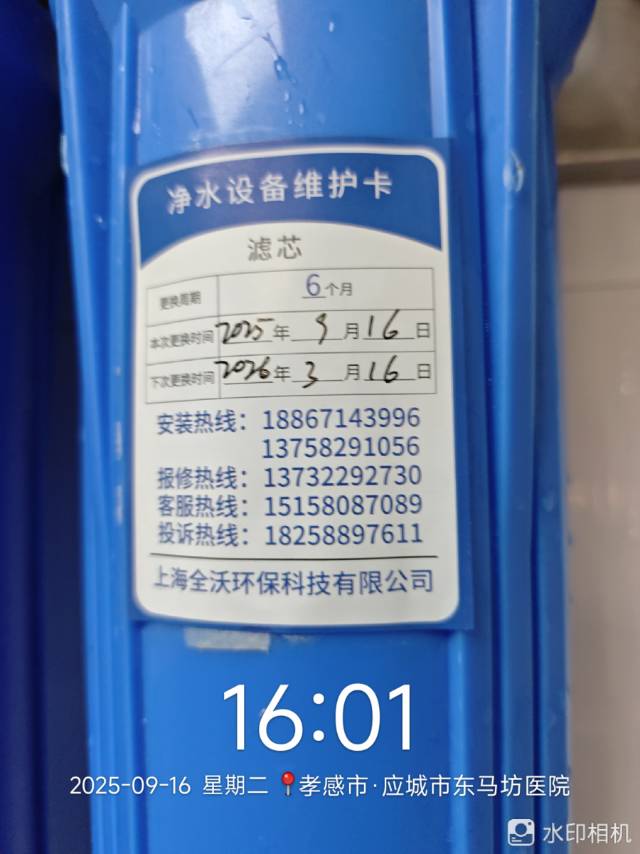 净水设备维护卡
滤芯
更换周期 6个月
本次更换时间 2025年 9月16日
下次更换时间 2026年 3月16日
安装热线：18867143996
13758291056
报修热线：13732292730
客服热线：15158087089
投诉热线：18258897611
上海全沃环保科技有限公司
16:01
2025-09-16 星期二 孝感市·应城市东马坊医院
水印相机